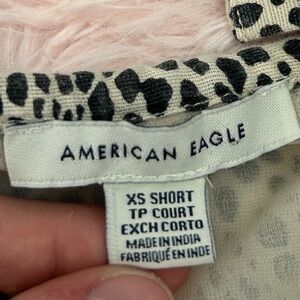 AMERICAN EAGLE
XS SHORT
TP COURT
EXCH CORTO
MADE IN INDIA
FABRIQUÉ EN INDE